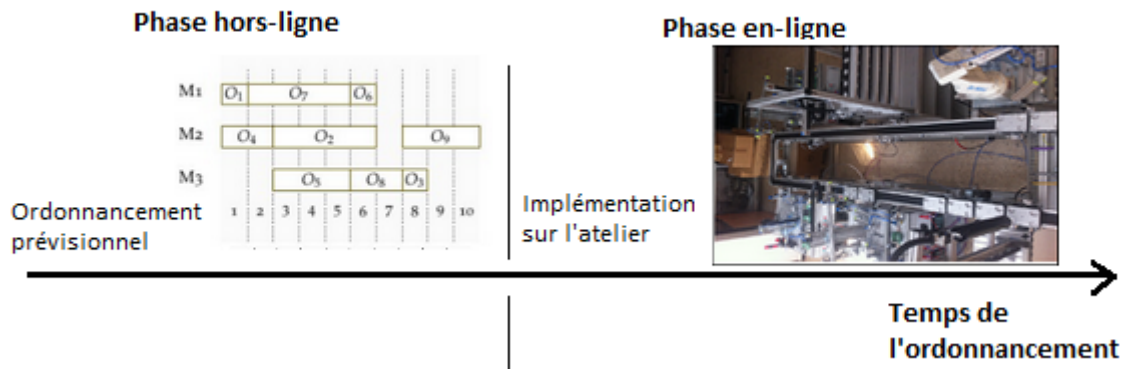 Phase hors-ligne
Phase en-ligne
M1 O1 O7 O6
M2 O4 O2 O9
M3 O5 O8 O3
1 2 3 4 5 6 7 8 9 10
Ordonnancement
prévisionnel
Implémentation
sur l'atelier
Temps de
l'ordonnancement